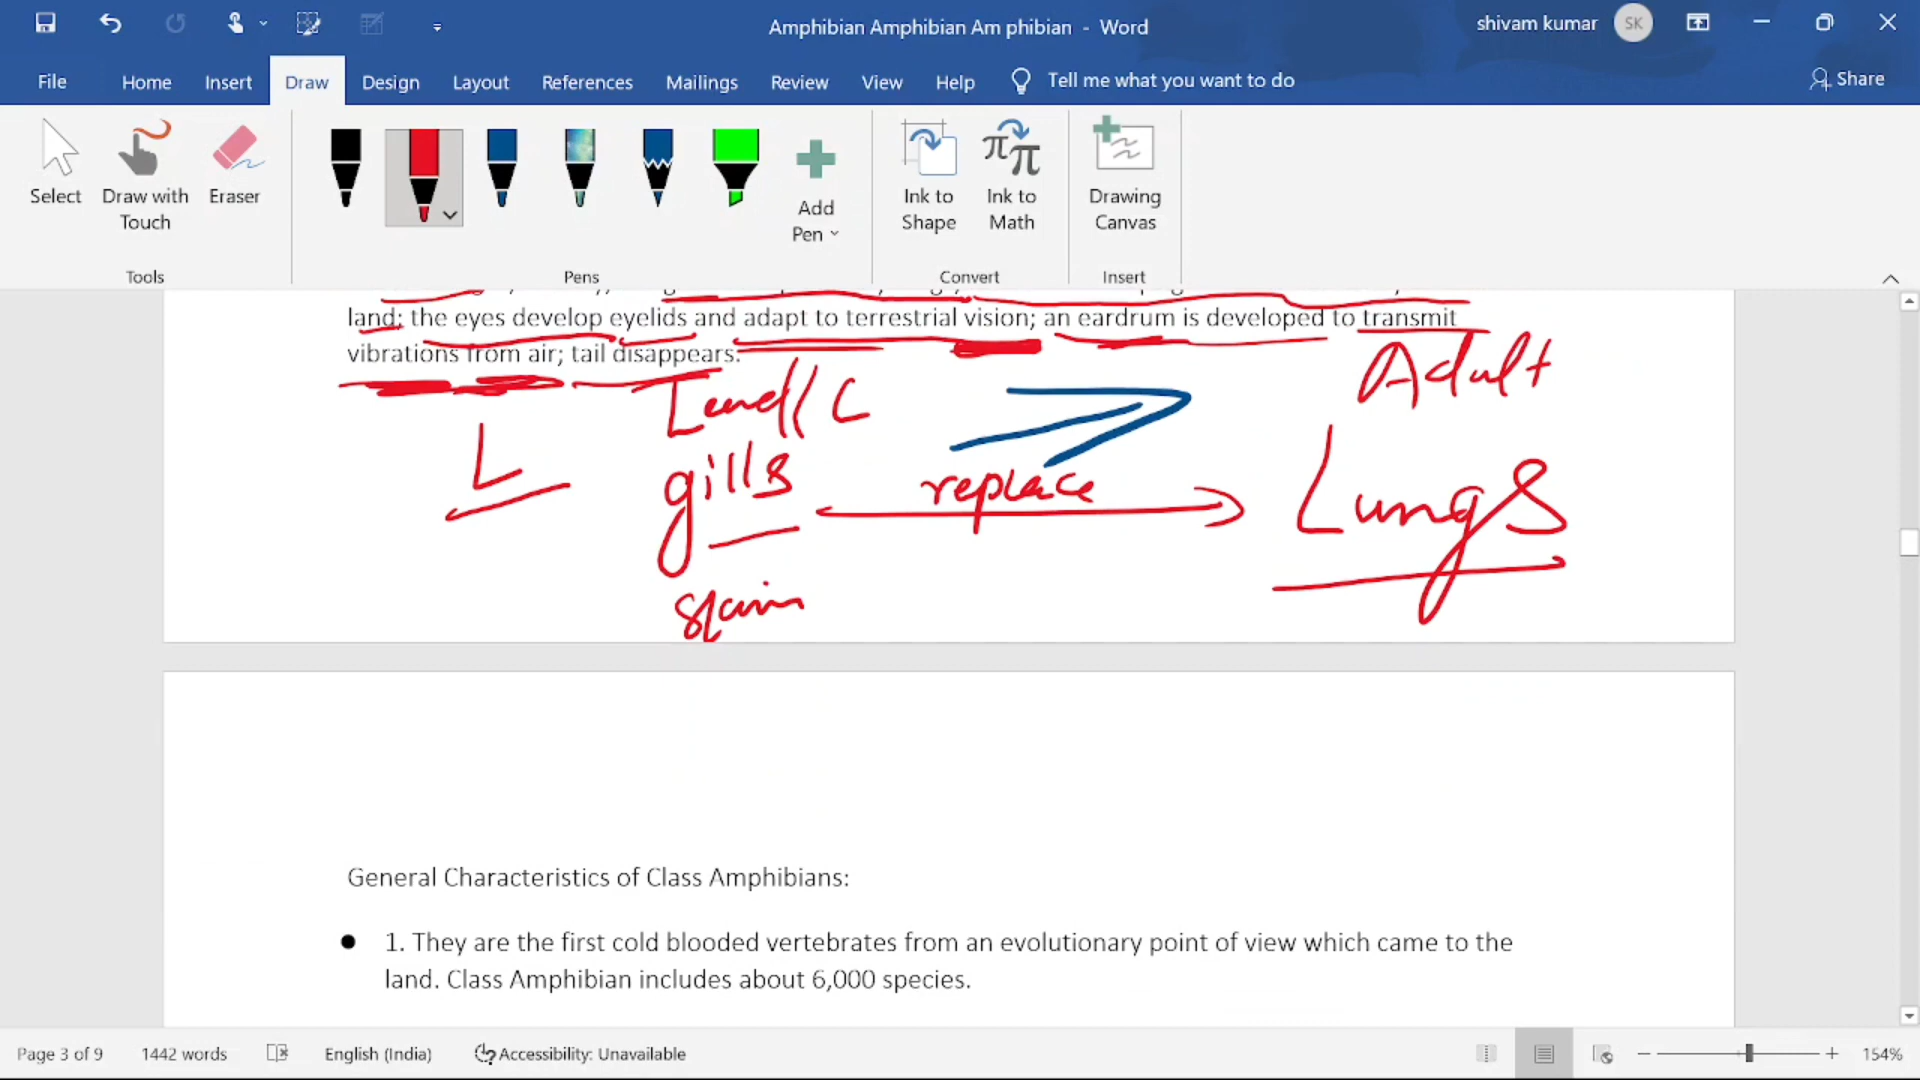 Amphibian Amphibian Am phibian - Word
shivam kumar
SK
File Home Insert Draw Design Layout References Mailings Review View Help Tell me what you want to do
Share
Select
Draw with Touch
Eraser
Add Pen
Ink to Shape
Ink to Math
Drawing Canvas
Tools
Pens
Convert
Insert
land; the eyes develop eyelids and adapt to terrestrial vision; an eardrum is developed to transmit
vibrations from air; tail disappears.
Adult
L
gills
replace
Lungs
General Characteristics of Class Amphibians:
● 1. They are the first cold blooded vertebrates from an evolutionary point of view which came to the
land. Class Amphibian includes about 6,000 species.
Page 3 of 9 1442 words English (India) Accessibility: Unavailable 154%